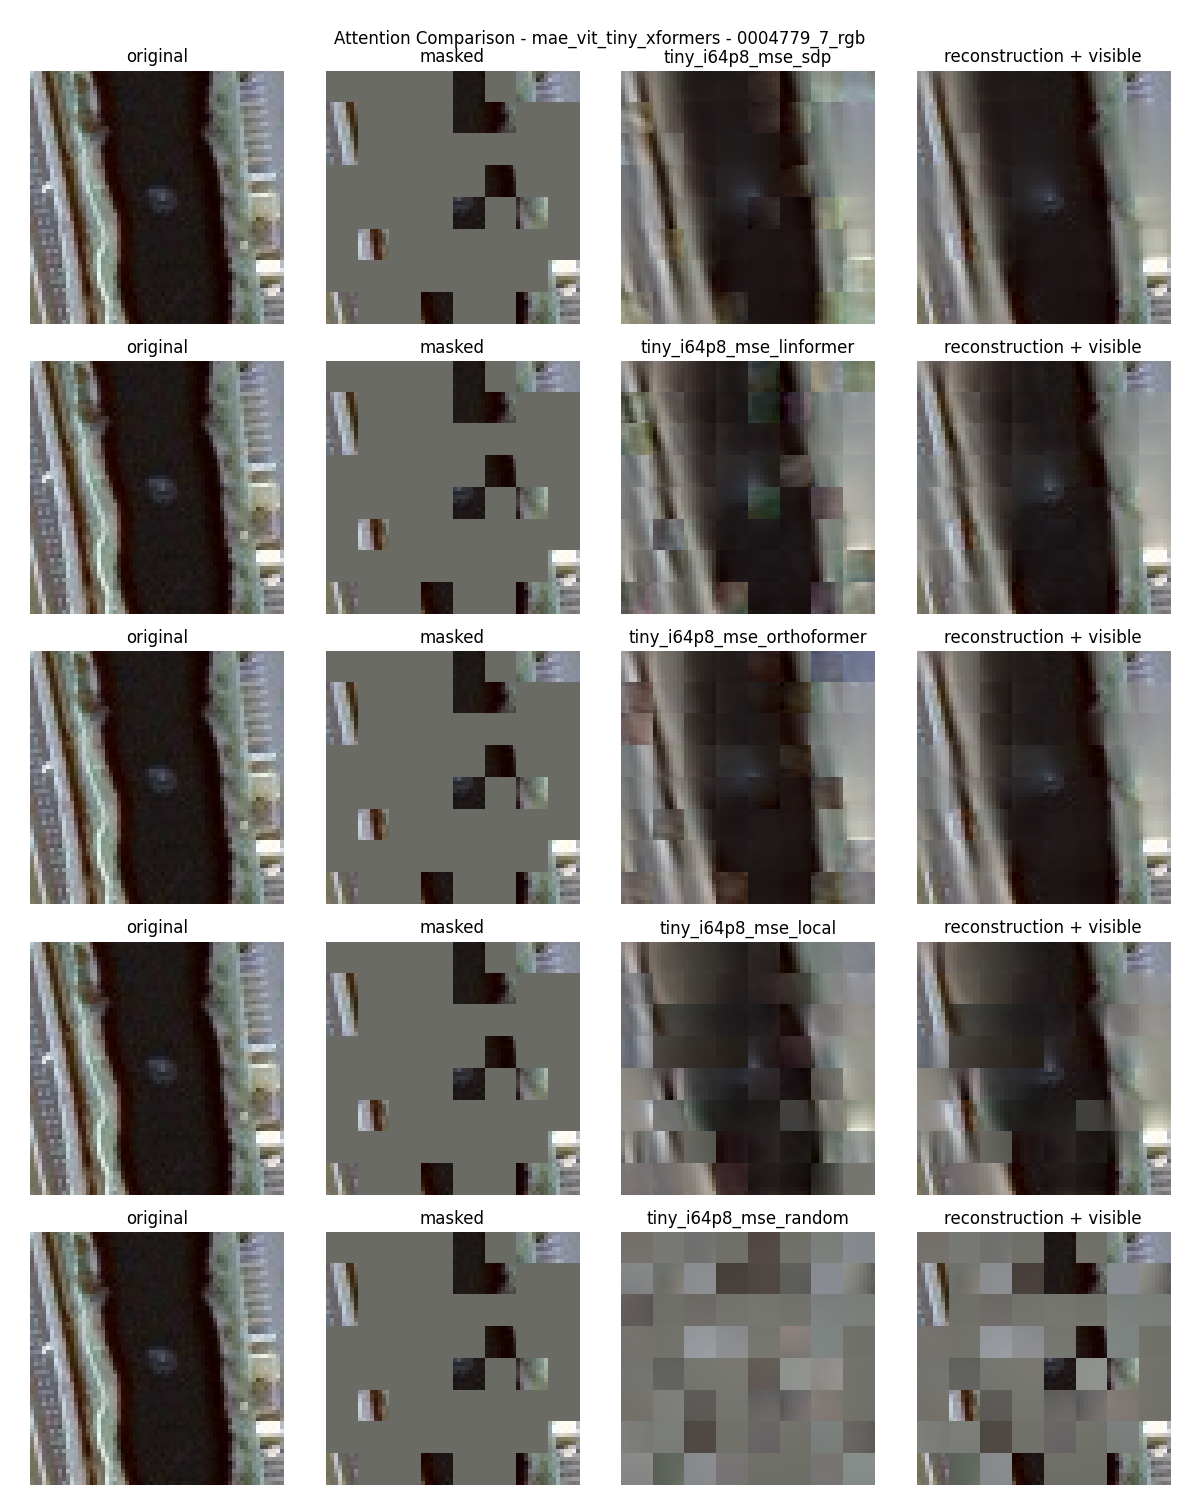 Attention Comparison - mae_vit_tiny_xformers - 0004779_7_rgb
original masked tiny_i64p8_mse_sdp reconstruction + visible
original masked tiny_i64p8_mse_linformer reconstruction + visible
original masked tiny_i64p8_mse_orthoformer reconstruction + visible
original masked tiny_i64p8_mse_local reconstruction + visible
original masked tiny_i64p8_mse_random reconstruction + visible